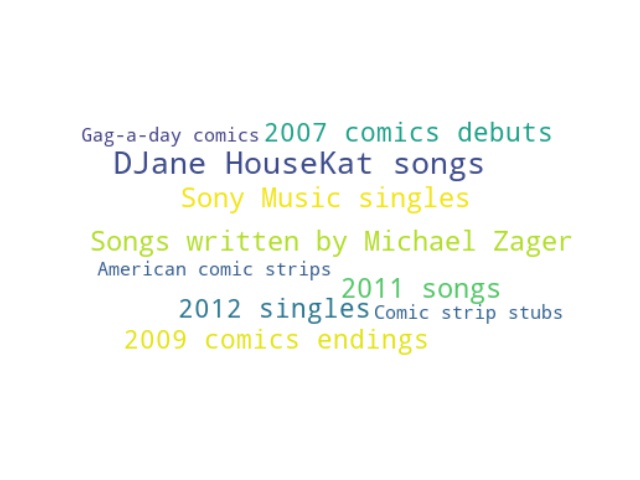 Gag-a-day comics 2007 comics debuts
DJane HouseKat songs
Sony Music singles
Songs written by Michael Zager
American comic strips
2011 songs
2012 singles Comic strip stubs
2009 comics endings